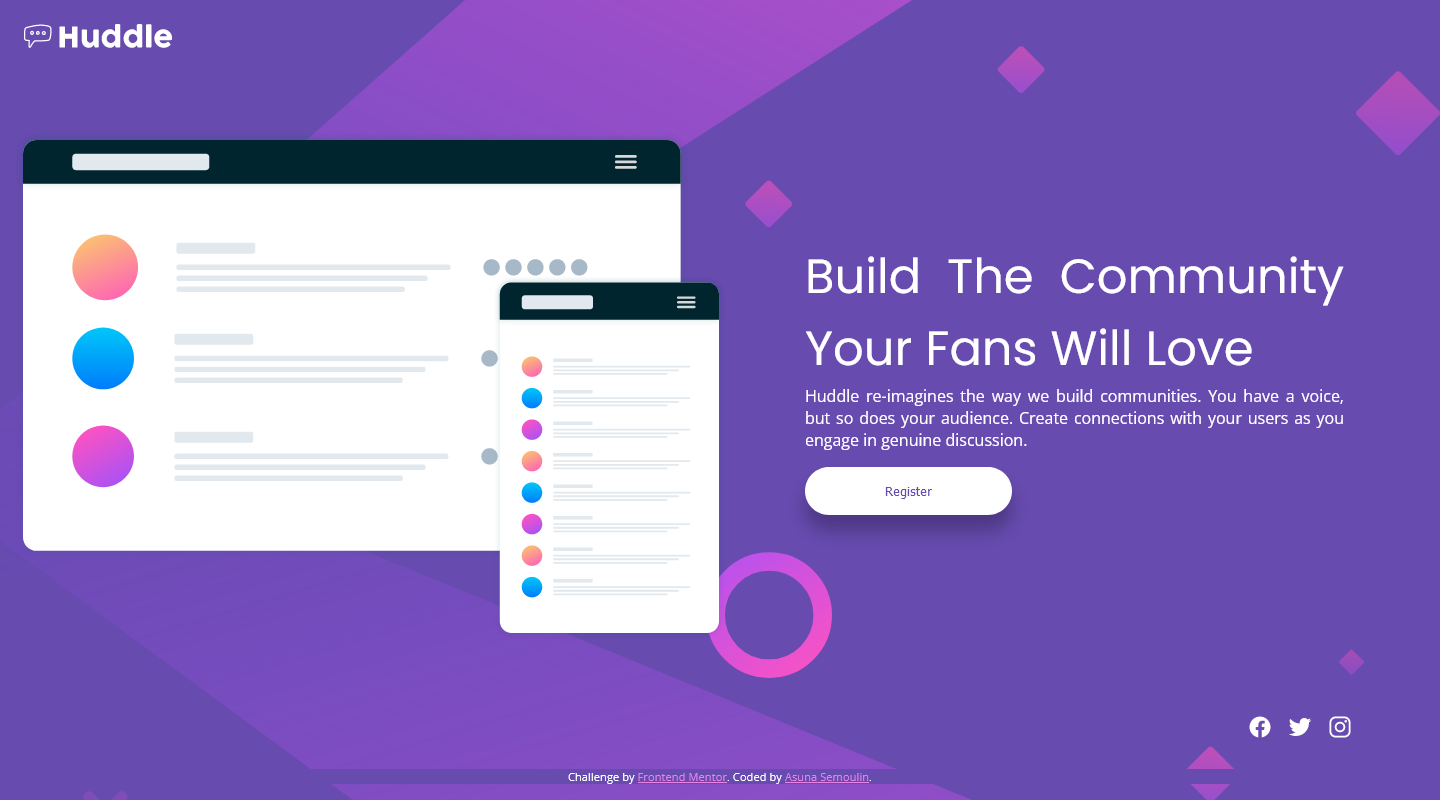 Huddle
Build The Community
Your Fans Will Love
Huddle re-imagines the way we build communities. You have a voice,
but so does your audience. Create connections with your users as you
engage in genuine discussion.
Register
Challenge by Frontend Mentor. Coded by Asuna Semoulin.